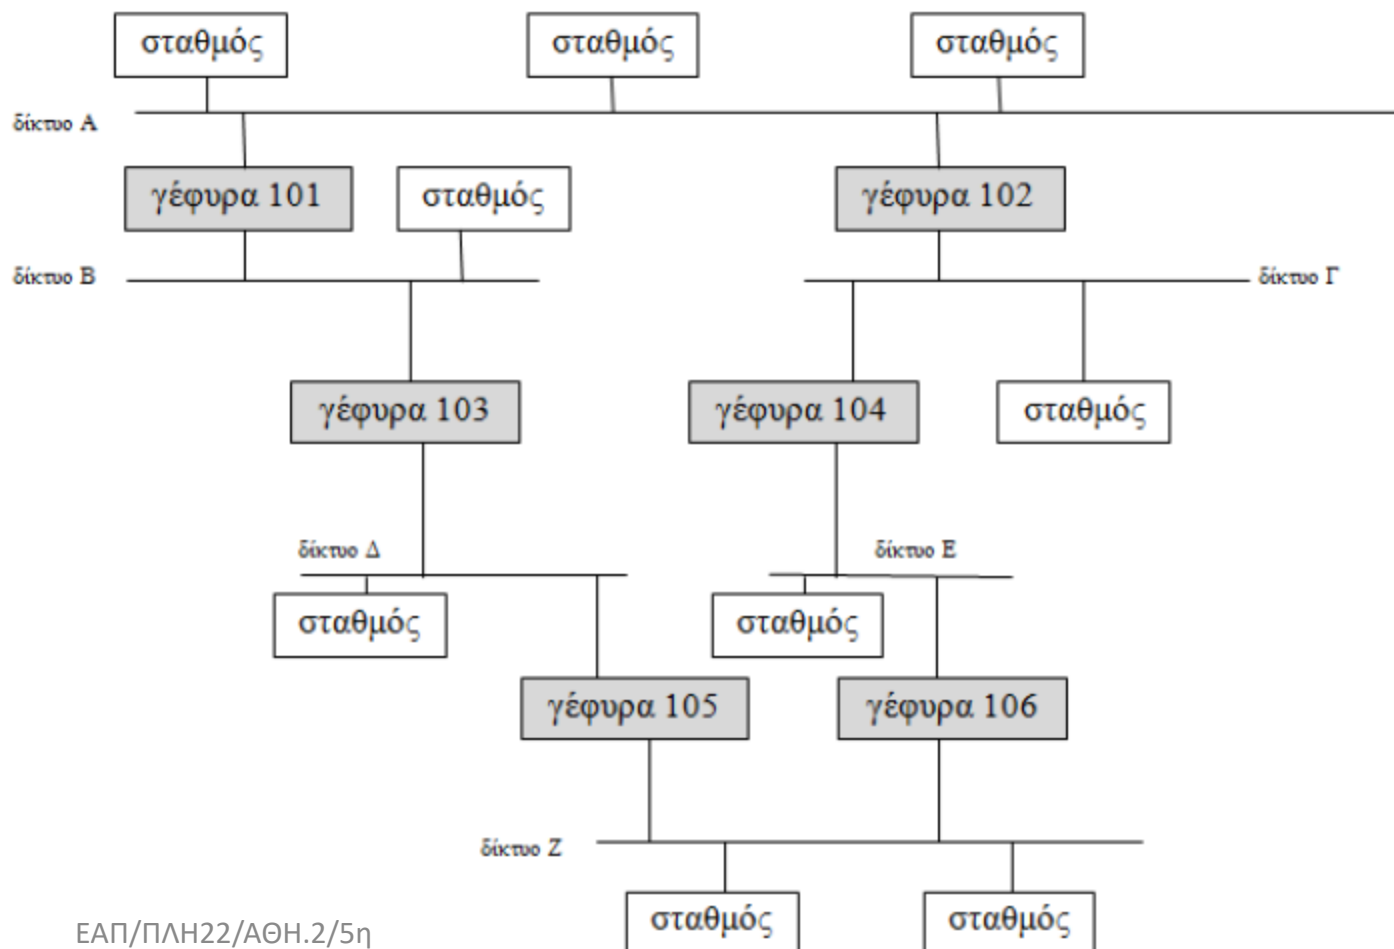 σταθμός σταθμός σταθμός
δίκτυο Α
γέφυρα 101 σταθμός γέφυρα 102
δίκτυο Β δίκτυο Γ
γέφυρα 103 γέφυρα 104 σταθμός
δίκτυο Δ δίκτυο Ε
σταθμός σταθμός
γέφυρα 105 γέφυρα 106
δίκτυο Ζ
σταθμός σταθμός
ΕΑΠ/ΠΛΗ22/ΑΘΗ.2/5η